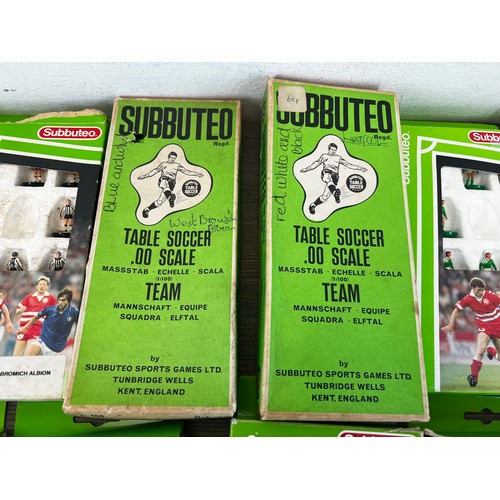 Subbuteo
BROMICH ALBION
SUBBUTEO
Regd.
Blue and white
West Bromwich
Albion
TABLE SOCCER
.00 SCALE
MASSSTAB · ECHELLE · SCALA
(1:100)
TEAM
MANNSCHAFT · EQUIPE
SQUADRA · ELFTAL
by
SUBBUTEO SPORTS GAMES LTD.
TUNBRIDGE WELLS
KENT, ENGLAND
SUBBUTEO
Regd.
red white and
black
TABLE
SOCCER
TABLE SOCCER
.00 SCALE
MASSSTAB · ECHELLE · SCALA
(1:100)
TEAM
MANNSCHAFT · EQUIPE
SQUADRA · ELFTAL
by
SUBBUTEO SPORTS GAMES LTD.
TUNBRIDGE WELLS
KENT, ENGLAND
Subbuteo
Subbuteo